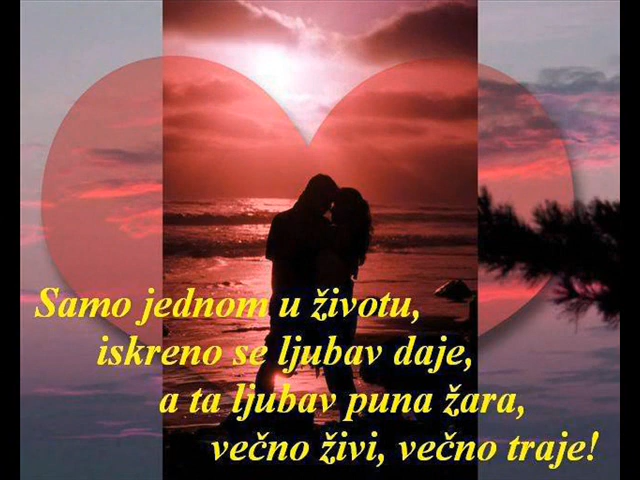 Samo jednom u životu,
iskreno se ljubav daje,
a ta ljubav puna žara,
večno živi, večno traje!